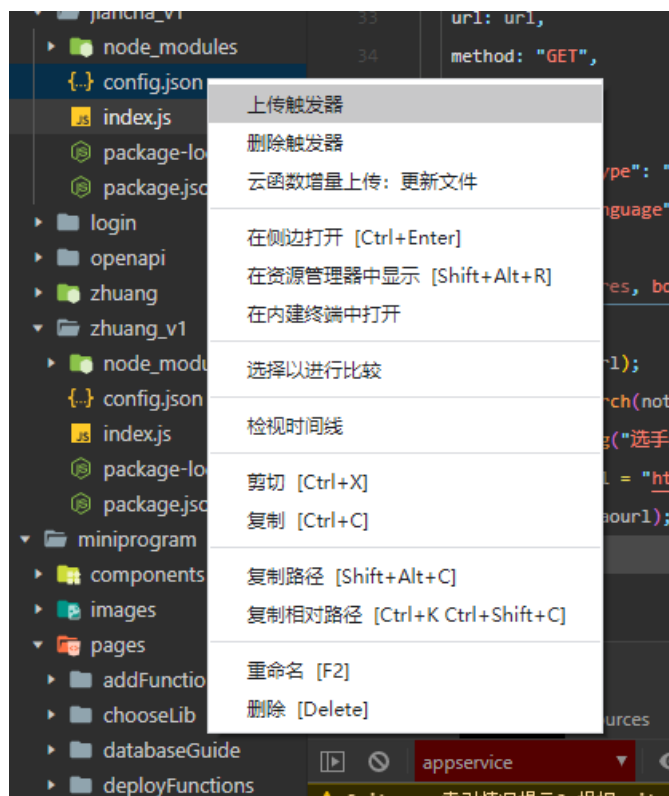 jiancha_v1
node_modules
config.json
index.js
package-lo
package.jso
login
openapi
zhuang
zhuang_v1
node_modu
config.json
index.js
package-lo
package.jso
miniprogram
components
images
pages
addFunctio
chooseLib
databaseGuide
deployFunctions
上传触发器
删除触发器
云函数增量上传：更新文件
在侧边打开 [Ctrl+Enter]
在资源管理器中显示 [Shift+Alt+R]
在内建终端中打开
选择以进行比较
检视时间线
剪切 [Ctrl+X]
复制 [Ctrl+C]
复制路径 [Shift+Alt+C]
复制相对路径 [Ctrl+K Ctrl+Shift+C]
重命名 [F2]
删除 [Delete]
33 url: url,
34 method: "GET",
ype": "
nguage"
res, bo
rl);
rch(not
g("选手
l = "ht
aourl);
ources
appservice